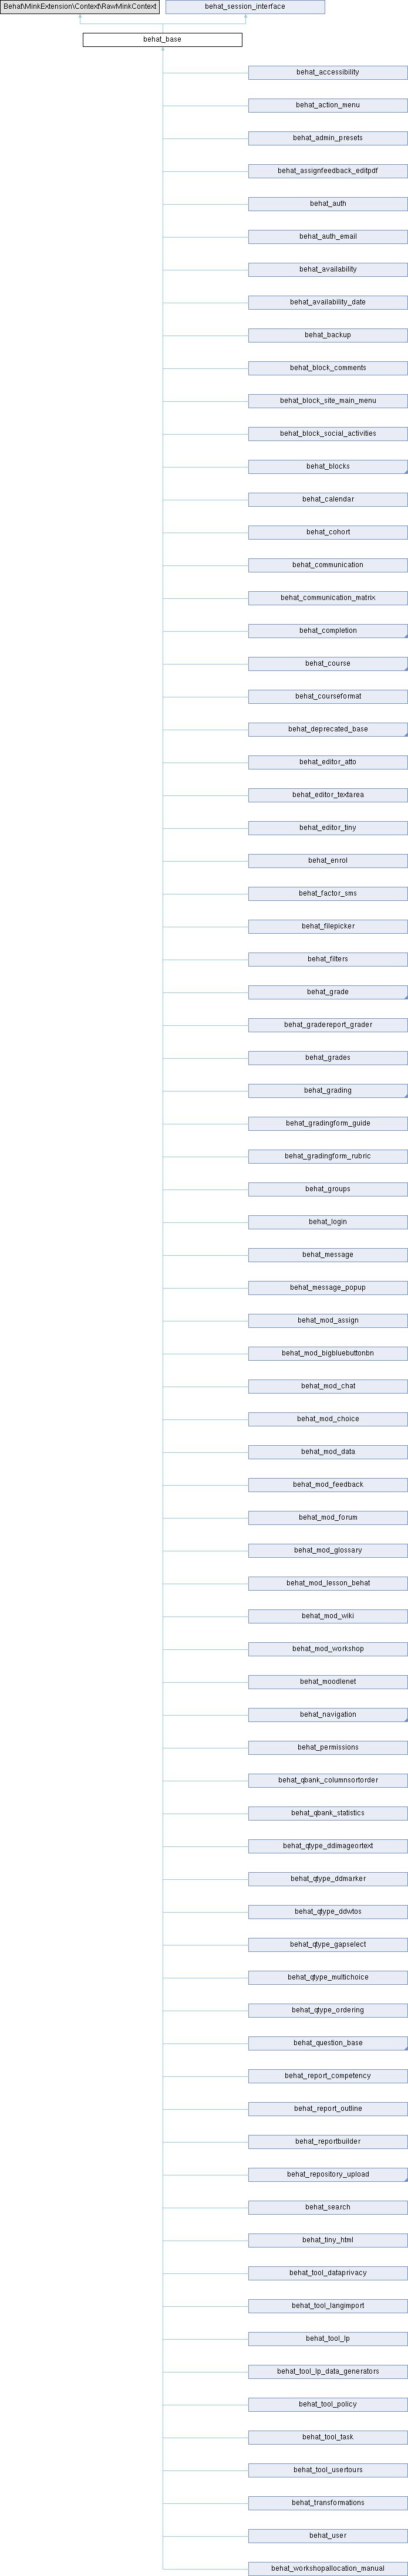 Behat\MinkExtension\Context\RawMinkContext
behat_session_interface
behat_base
behat_accessibility
behat_action_menu
behat_admin_presets
behat_assignfeedback_editpdf
behat_auth
behat_auth_email
behat_availability
behat_availability_date
behat_backup
behat_block_comments
behat_block_site_main_menu
behat_block_social_activities
behat_blocks
behat_calendar
behat_cohort
behat_communication
behat_communication_matrix
behat_completion
behat_course
behat_courseformat
behat_deprecated_base
behat_editor_atto
behat_editor_textarea
behat_editor_tiny
behat_enrol
behat_factor_sms
behat_filepicker
behat_filters
behat_grade
behat_gradereport_grader
behat_grades
behat_grading
behat_gradingform_guide
behat_gradingform_rubric
behat_groups
behat_login
behat_message
behat_message_popup
behat_mod_assign
behat_mod_bigbluebuttonbn
behat_mod_chat
behat_mod_choice
behat_mod_data
behat_mod_feedback
behat_mod_forum
behat_mod_glossary
behat_mod_lesson_behat
behat_mod_wiki
behat_mod_workshop
behat_moodlenet
behat_navigation
behat_permissions
behat_qbank_columnsortorder
behat_qbank_statistics
behat_qtype_ddimageortext
behat_qtype_ddmarker
behat_qtype_ddwtos
behat_qtype_gapselect
behat_qtype_multichoice
behat_qtype_ordering
behat_question_base
behat_report_competency
behat_report_outline
behat_reportbuilder
behat_repository_upload
behat_search
behat_tiny_html
behat_tool_dataprivacy
behat_tool_langimport
behat_tool_lp
behat_tool_lp_data_generators
behat_tool_policy
behat_tool_task
behat_tool_usertours
behat_transformations
behat_user
behat_workshopallocation_manual